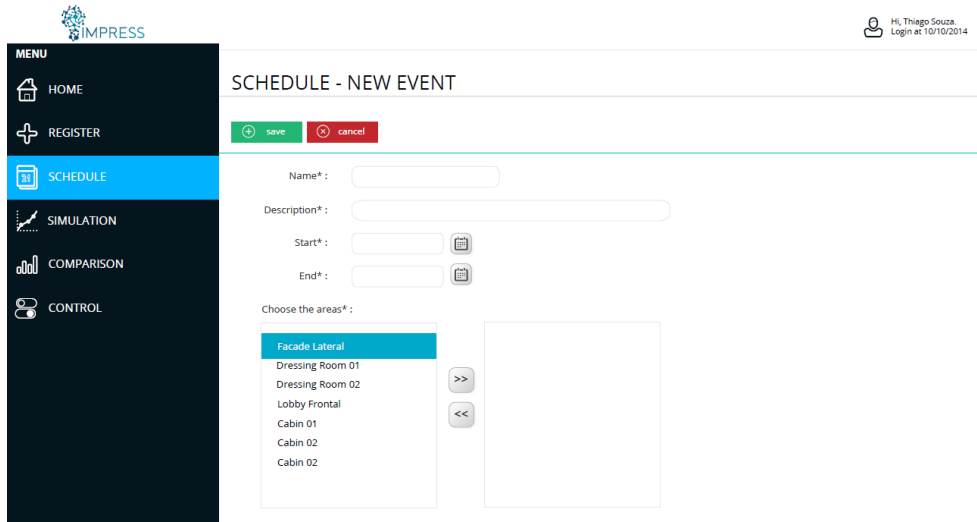 IMPRESS
Hi, Thiago Souza.
Login at 10/10/2014
MENU
HOME
REGISTER
SCHEDULE
SIMULATION
COMPARISON
CONTROL
SCHEDULE - NEW EVENT
save
cancel
Name* :
Description* :
Start* :
End* :
Choose the areas* :
Facade Lateral
Dressing Room 01
Dressing Room 02
Lobby Frontal
Cabin 01
Cabin 02
Cabin 02
>>
<<